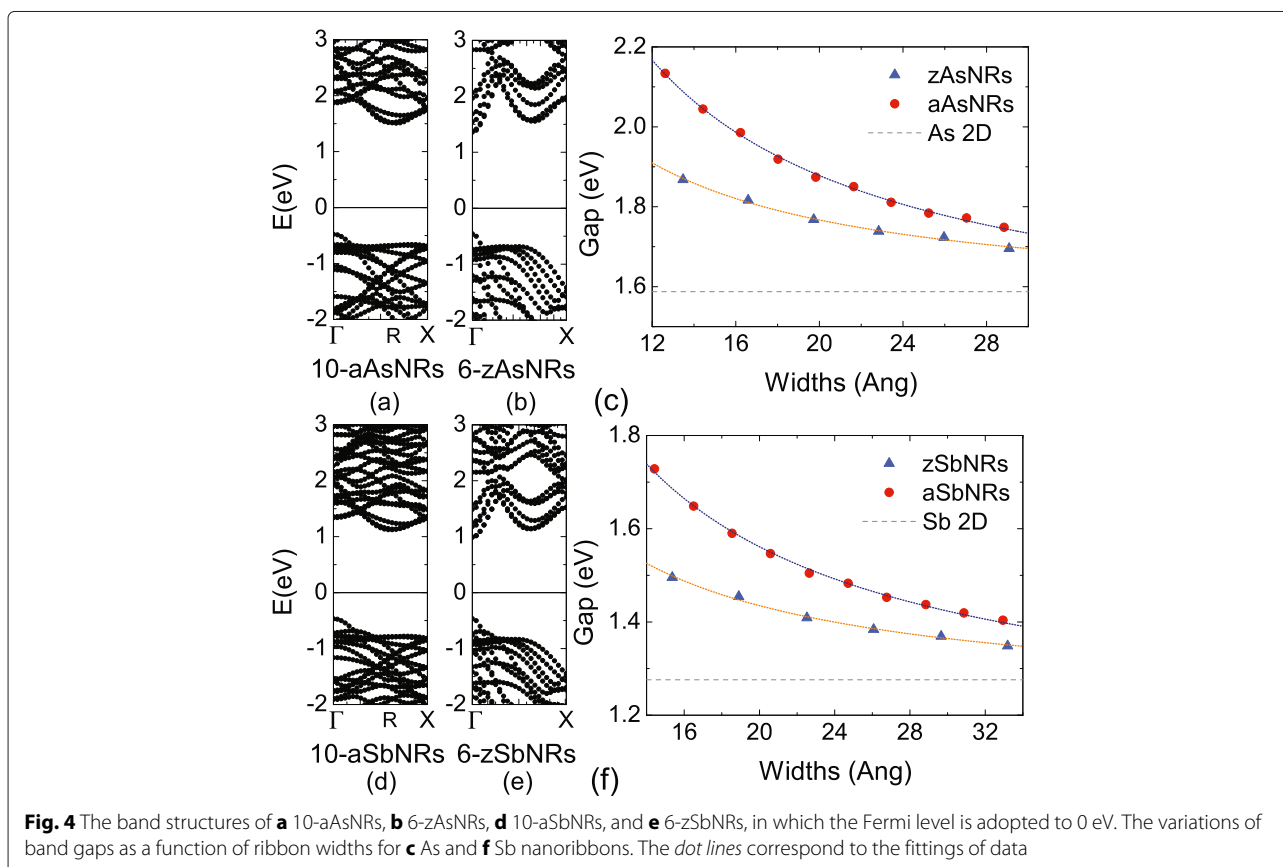 3
2
1
0
-1
-2
E(eV)
Γ R X
10-aAsNRs
(a)
3
2
1
0
-1
-2
Γ X
6-zAsNRs
(b)
2.2
2.0
1.8
1.6
Gap (eV)
zAsNRs
aAsNRs
As 2D
12 16 20 24 28
Widths (Ang)
(c)
3
2
1
0
-1
-2
E(eV)
Γ R X
10-aSbNRs
(d)
3
2
1
0
-1
-2
Γ X
6-zSbNRs
(e)
1.8
1.6
1.4
1.2
Gap (eV)
zSbNRs
aSbNRs
Sb 2D
16 20 24 28 32
Widths (Ang)
(f)
Fig. 4 The band structures of a 10-aAsNRs, b 6-zAsNRs, d 10-aSbNRs, and e 6-zSbNRs, in which the Fermi level is adopted to 0 eV. The variations of
band gaps as a function of ribbon widths for c As and f Sb nanoribbons. The dot lines correspond to the fittings of data